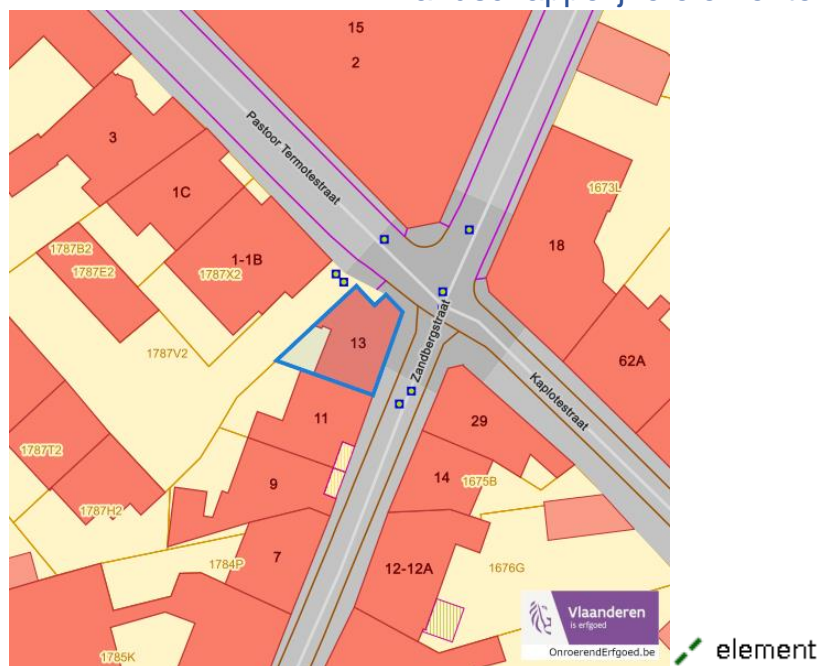 15
2
Pastoor Termotestraat
3
1C
1673L
1787B2
1787E2
1-1B
1787X2
18
13
Zandbergstraat
1787V2
62A
Kaplotestraat
11
29
1787T2
9
14
1675B
1787H2
7
1784P
12-12A
1676G
1785K
Vlaanderen
is erfgoed
OnroerendErfgoed.be
element